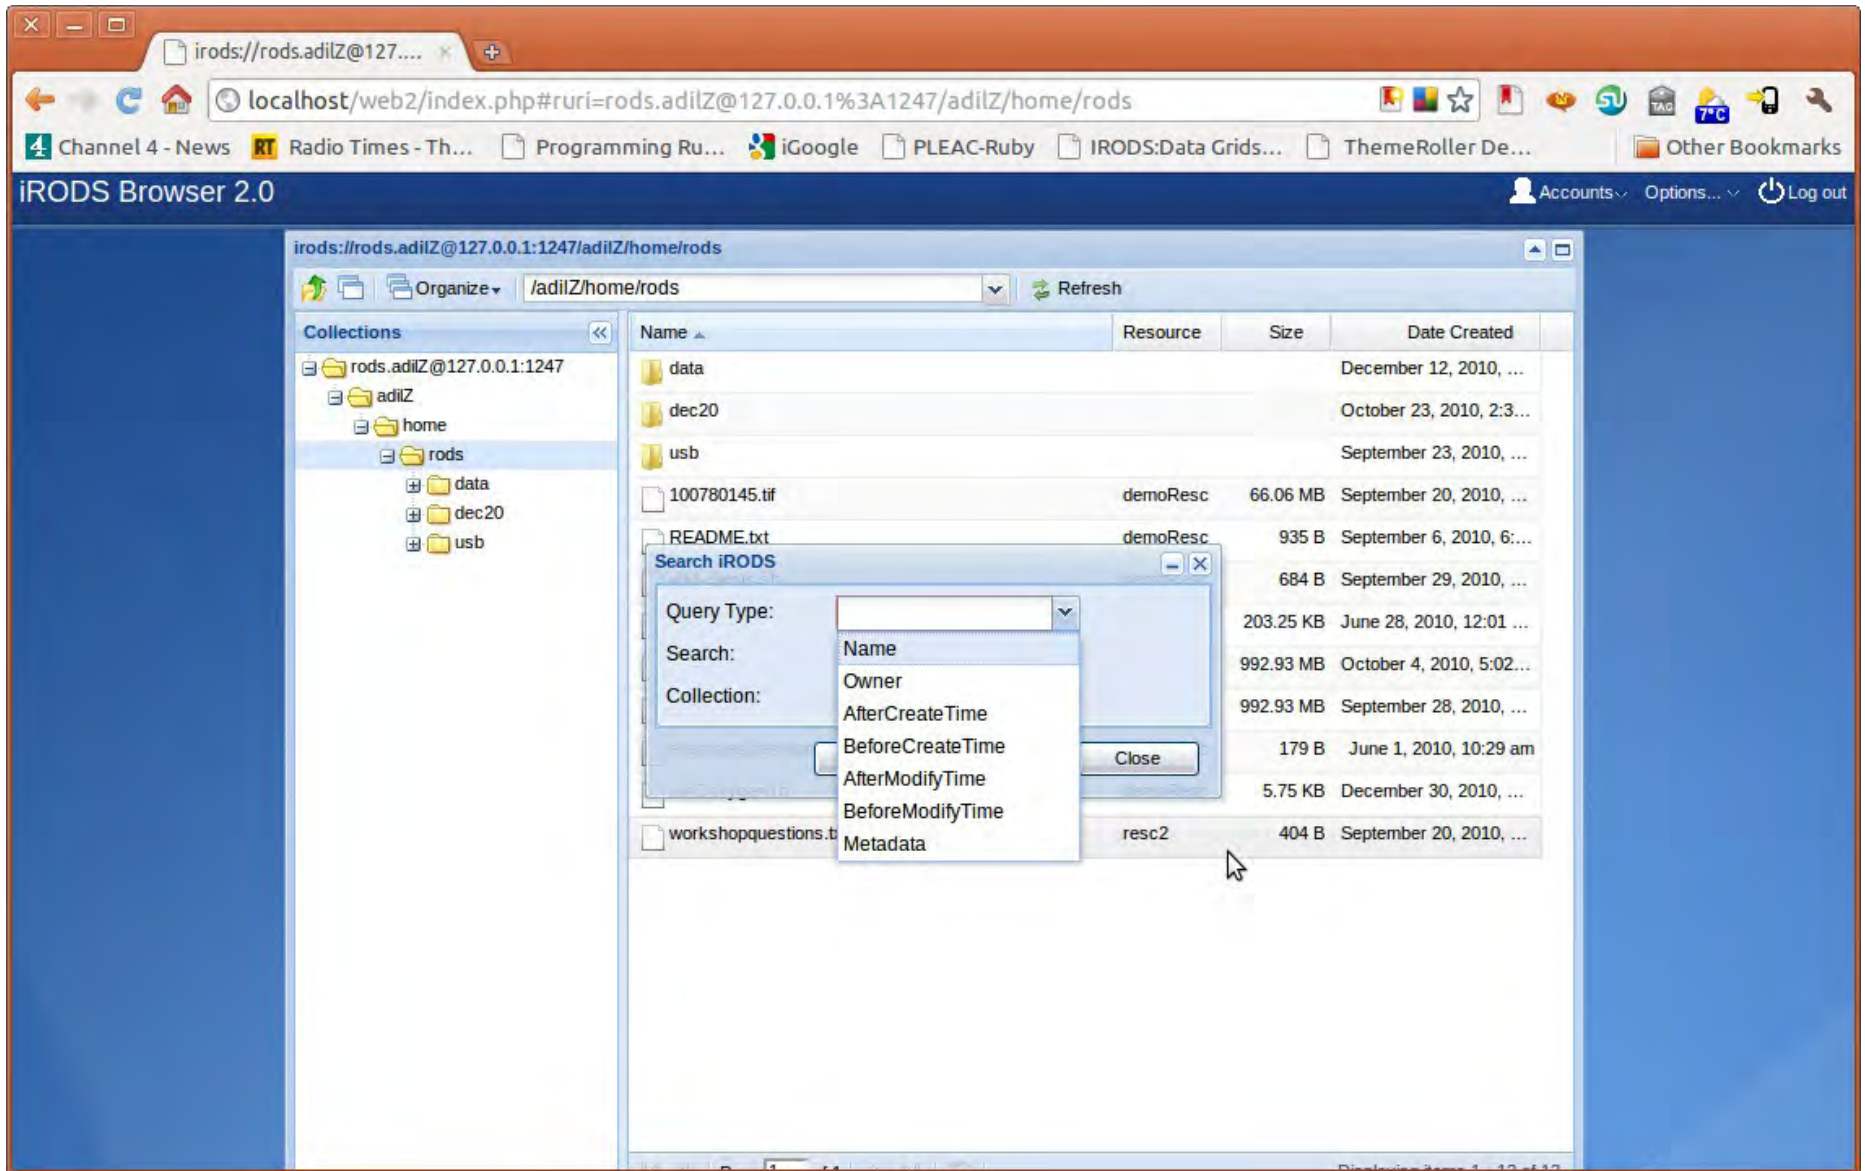 irods://rods.adilZ@127....
localhost/web2/index.php#ruri=rods.adilZ@127.0.0.1%3A1247/adilZ/home/rods
TAG
7°C
4 Channel 4 - News RT Radio Times - Th... Programming Ru... iGoogle PLEAC-Ruby IRODS:Data Grids... ThemeRoller De... Other Bookmarks
iRODS Browser 2.0 Accounts Options... Log out
irods://rods.adilZ@127.0.0.1:1247/adilZ/home/rods
Organize /adilZ/home/rods Refresh
Collections
rods.adilZ@127.0.0.1:1247
adilZ
home
rods
data
dec20
usb
Name Resource Size Date Created
data December 12, 2010, ...
dec20 October 23, 2010, 2:3...
usb September 23, 2010, ...
100780145.tif demoResc 66.06 MB September 20, 2010, ...
README.txt demoResc 935 B September 6, 2010, 6:...
684 B September 29, 2010, ...
203.25 KB June 28, 2010, 12:01 ...
992.93 MB October 4, 2010, 5:02...
992.93 MB September 28, 2010, ...
179 B June 1, 2010, 10:29 am
5.75 KB December 30, 2010, ...
workshopquestions.t resc2 404 B September 20, 2010, ...
Search iRODS
Query Type:
Search:
Collection:
Name
Owner
AfterCreateTime
BeforeCreateTime
AfterModifyTime
BeforeModifyTime
Metadata
Close